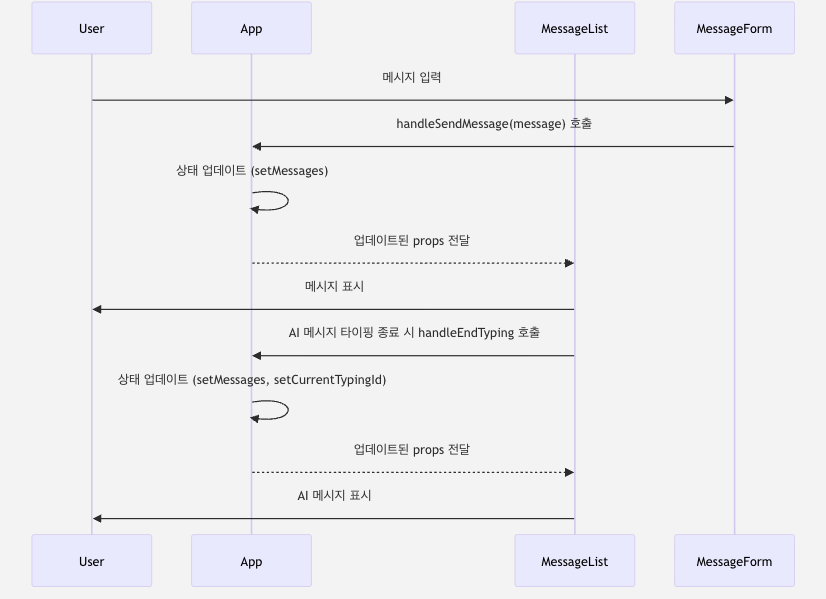 User
App
MessageList
MessageForm
메시지 입력
handleSendMessage(message) 호출
상태 업데이트 (setMessages)
업데이트된 props 전달
메시지 표시
AI 메시지 타이핑 종료 시 handleEndTyping 호출
상태 업데이트 (setMessages, setCurrentTypingId)
업데이트된 props 전달
AI 메시지 표시
User
App
MessageList
MessageForm